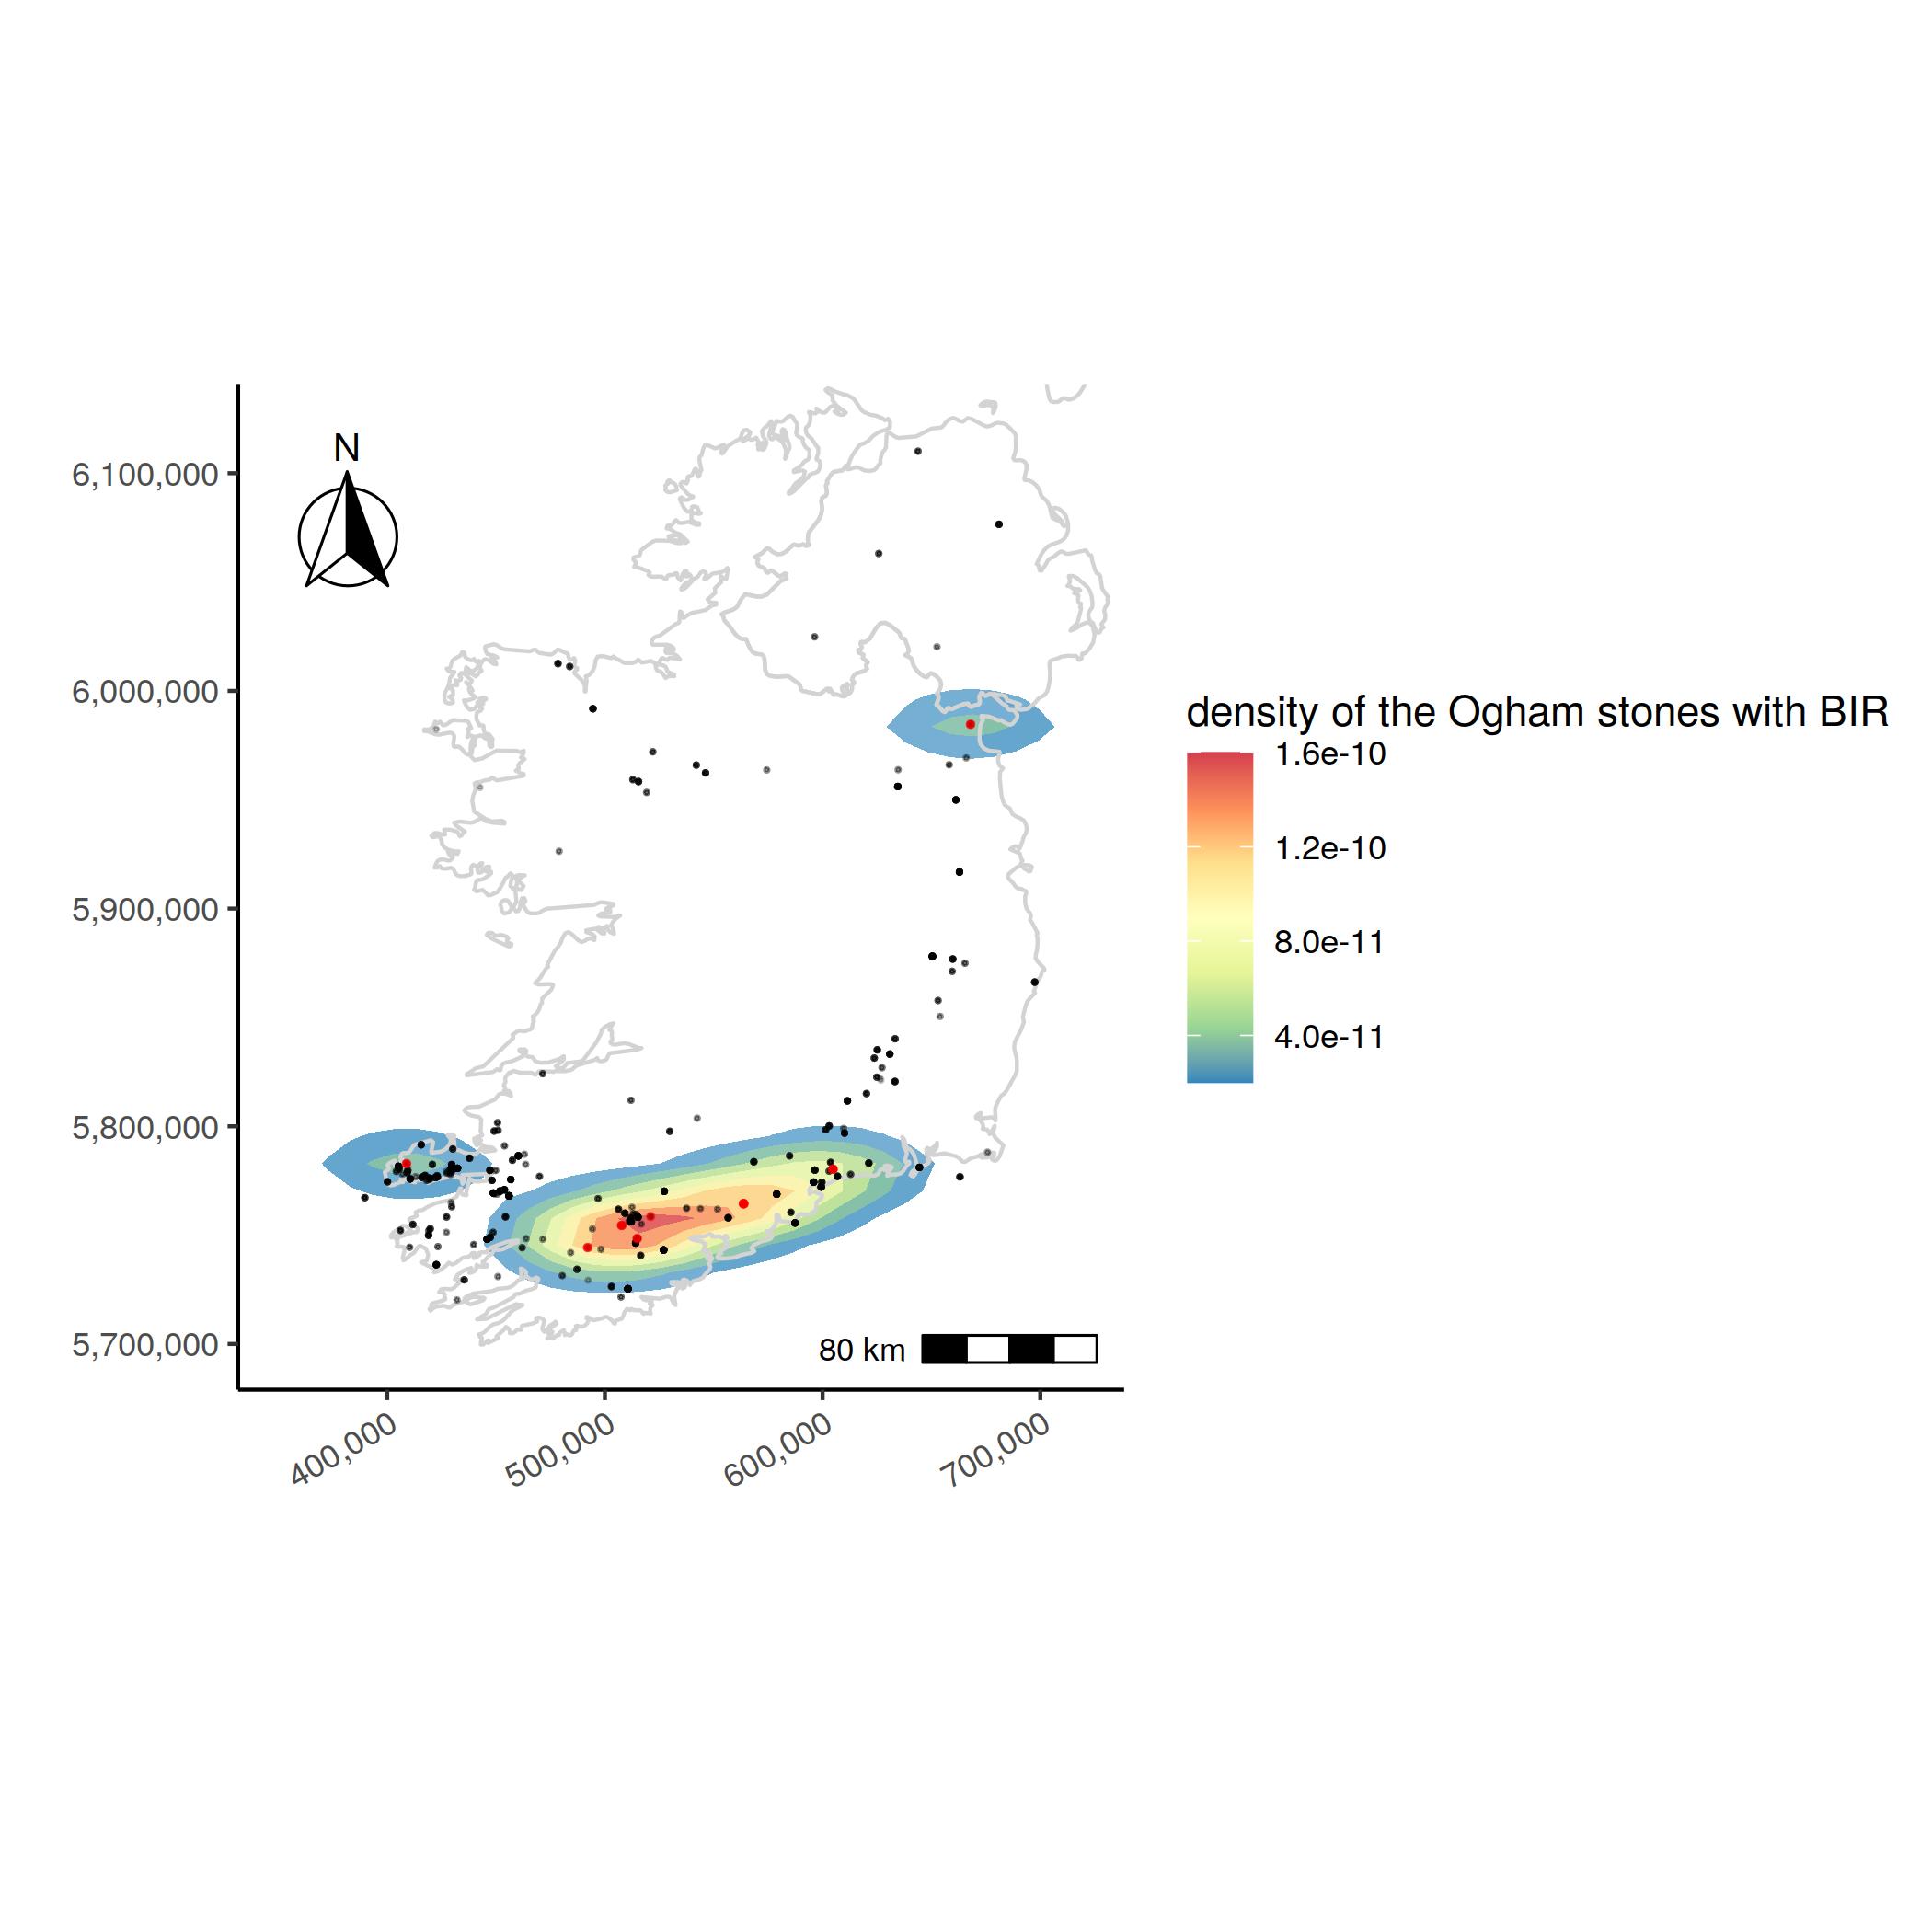 N
6,100,000
6,000,000
5,900,000
5,800,000
5,700,000
80 km
400,000
500,000
600,000
700,000
density of the Ogham stones with BIR
1.6e-10
1.2e-10
8.0e-11
4.0e-11